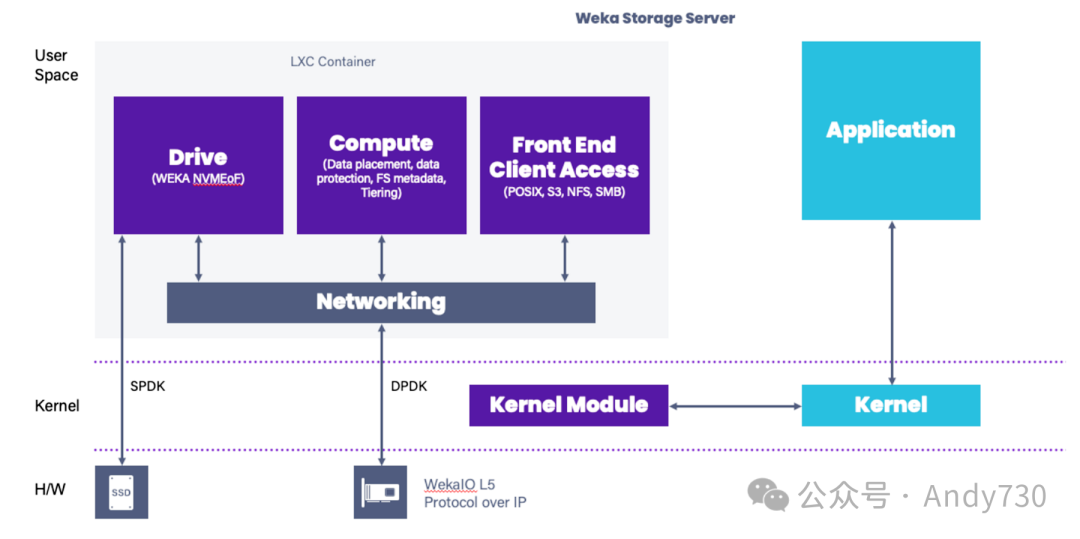 Weka Storage Server
User
Space
LXC Container
Drive
(WEKA NVMEoF)
Compute
(Data placement, data
protection, FS metadata,
Tiering)
Front End
Client Access
(POSIX, S3, NFS, SMB)
Application
Networking
SPDK
DPDK
Kernel
Kernel Module
Kernel
H/W
SSD
WekaIO L5
Protocol over IP
公众号 · Andy730